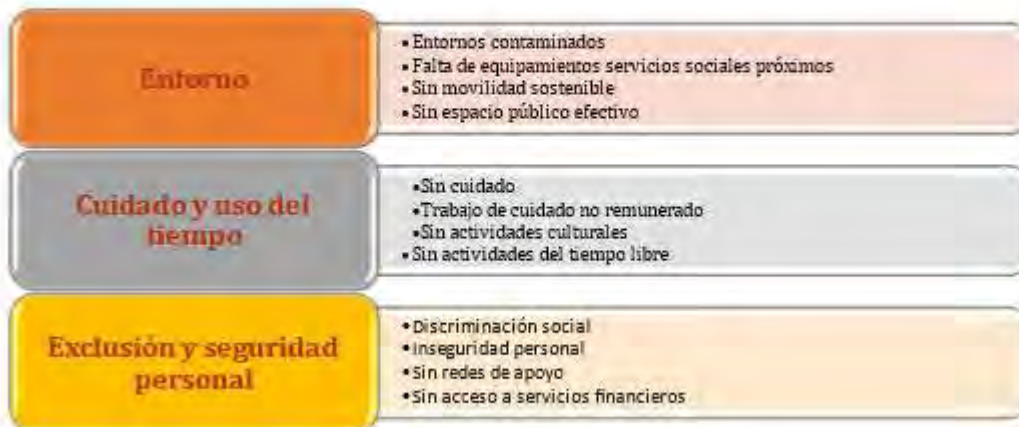 Entorno
• Entornos contaminados
• Falta de equipamientos servicios sociales próximos
• Sin movilidad sostenible
• Sin espacio público efectivo
Cuidado y uso del
tiempo
• Sin cuidado
• Trabajo de cuidado no remunerado
• Sin actividades culturales
• Sin actividades del tiempo libre
Exclusión y seguridad
personal
• Discriminación social
• Inseguridad personal
• Sin redes de apoyo
• Sin acceso a servicios financieros